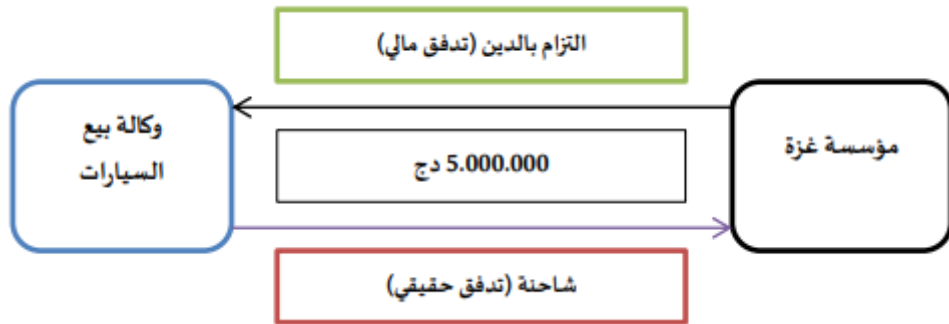 التزام بالدين (تدفق مالي)
مؤسسة غزة
وكالة بيع
السيارات
5.000.000 دج
شاحنة (تدفق حقيقي)